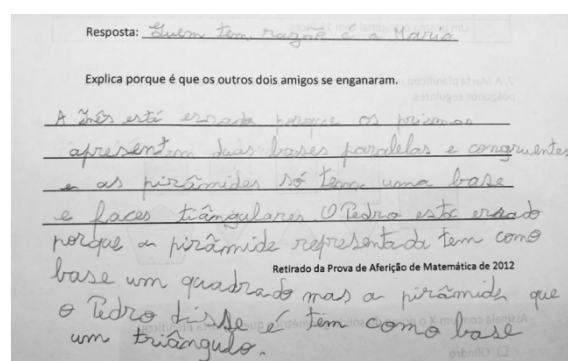 Resposta: Quem tem razão é a Maria
Explica porque é que os outros dois amigos se enganaram.
A Inês está errada porque os prismas
apresentam duas bases paralelas e congruentes
e as pirâmides só tem uma base
e faces tiângulares. O Pedro está errado
porque a pirâmide representada tem como
Retirado da Prova de Aferição de Matemática de 2012
base um quadrado mas a pirâmide que
o Pedro disse é tem como base
um triângulo.